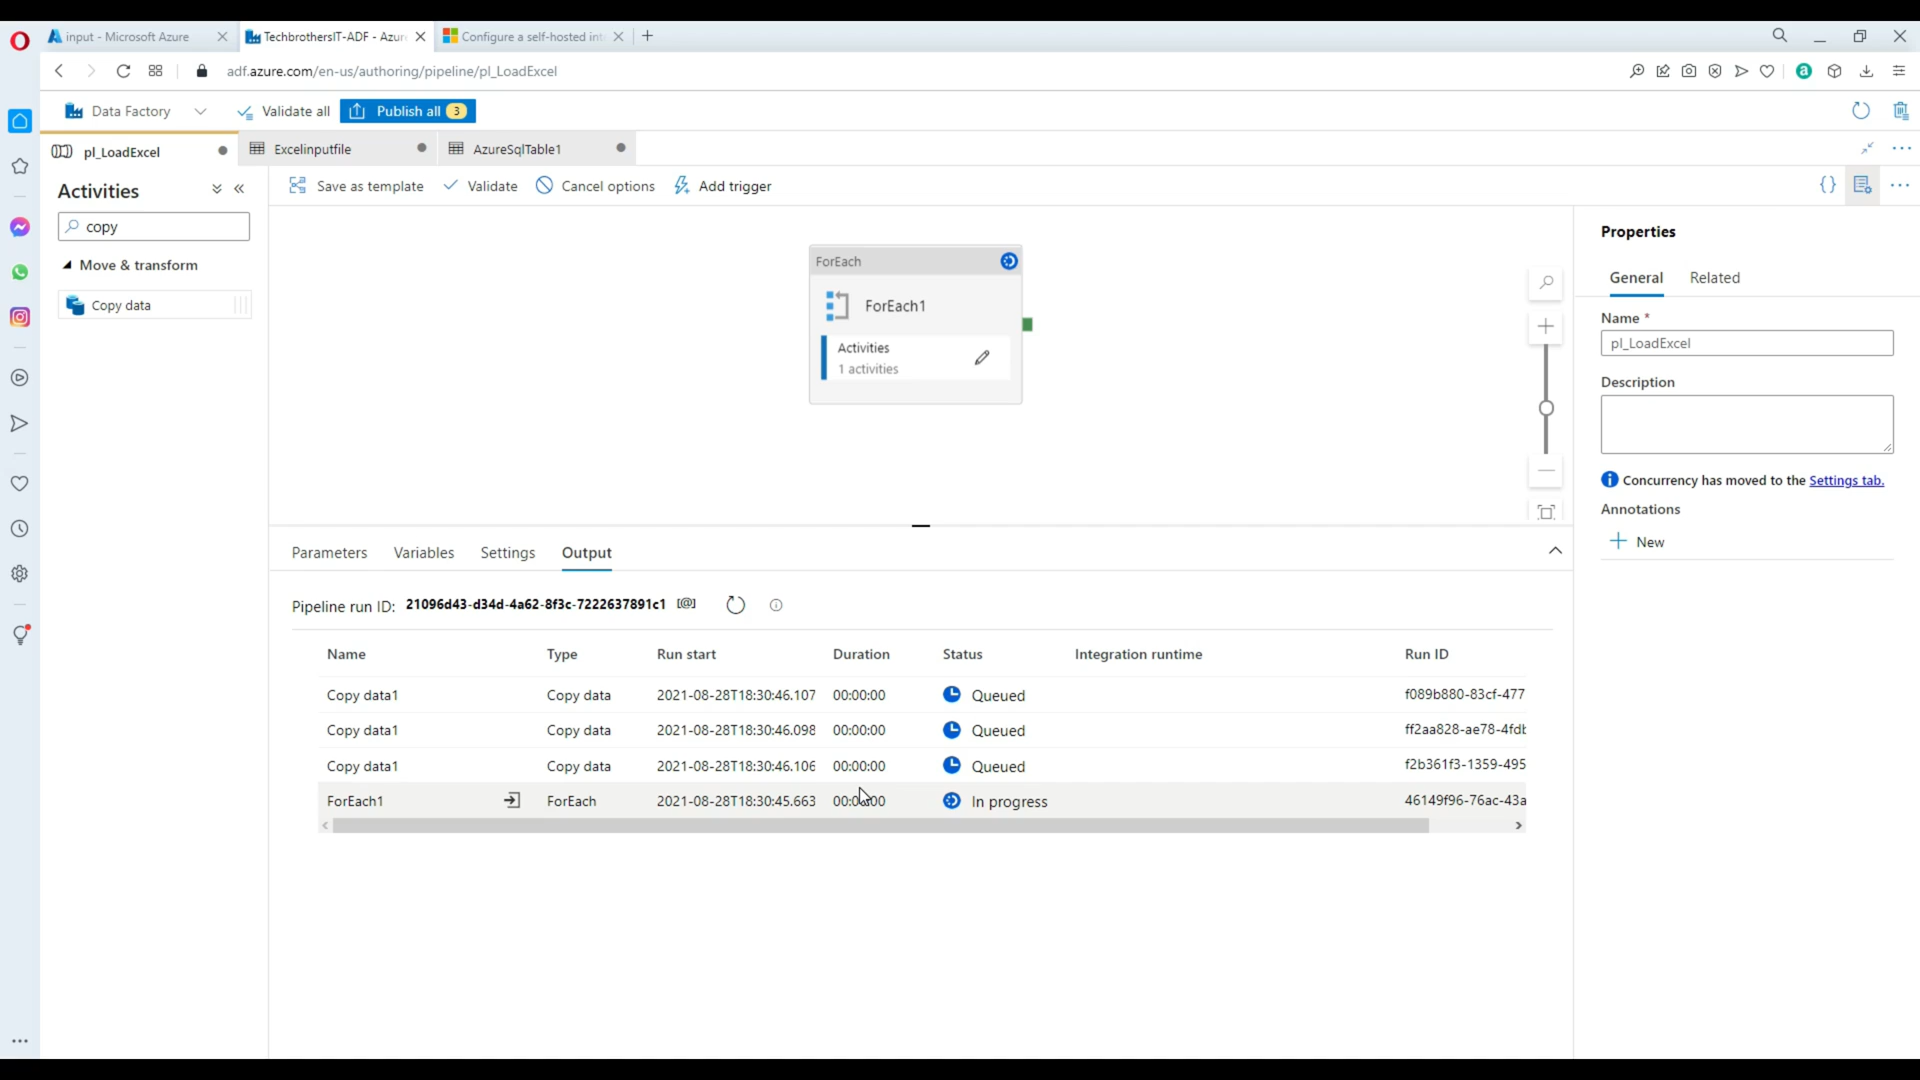 input - Microsoft Azure
TechbrothersIT-ADF - Azur
Configure a self-hosted int
adf.azure.com/en-us/authoring/pipeline/pl_LoadExcel
Data Factory
Validate all
Publish all 3
pl_LoadExcel
Excelinputfile
AzureSqlTable1
Activities
copy
Move & transform
Copy data
Save as template
Validate
Cancel options
Add trigger
ForEach
ForEach1
Activities
1 activities
Properties
General Related
Name *
pl_LoadExcel
Description
Concurrency has moved to the Settings tab.
Annotations
New
Parameters Variables Settings Output
Pipeline run ID: 21096d43-d34d-4a62-8f3c-7222637891c1
Name Type Run start Duration Status Integration runtime Run ID
Copy data1 Copy data 2021-08-28T18:30:46.107 00:00:00 Queued f089b880-83cf-477
Copy data1 Copy data 2021-08-28T18:30:46.098 00:00:00 Queued ff2aa828-ae78-4fdb
Copy data1 Copy data 2021-08-28T18:30:46.106 00:00:00 Queued f2b361f3-1359-495
ForEach1 ForEach 2021-08-28T18:30:45.663 00:00:00 In progress 46149f96-76ac-43a